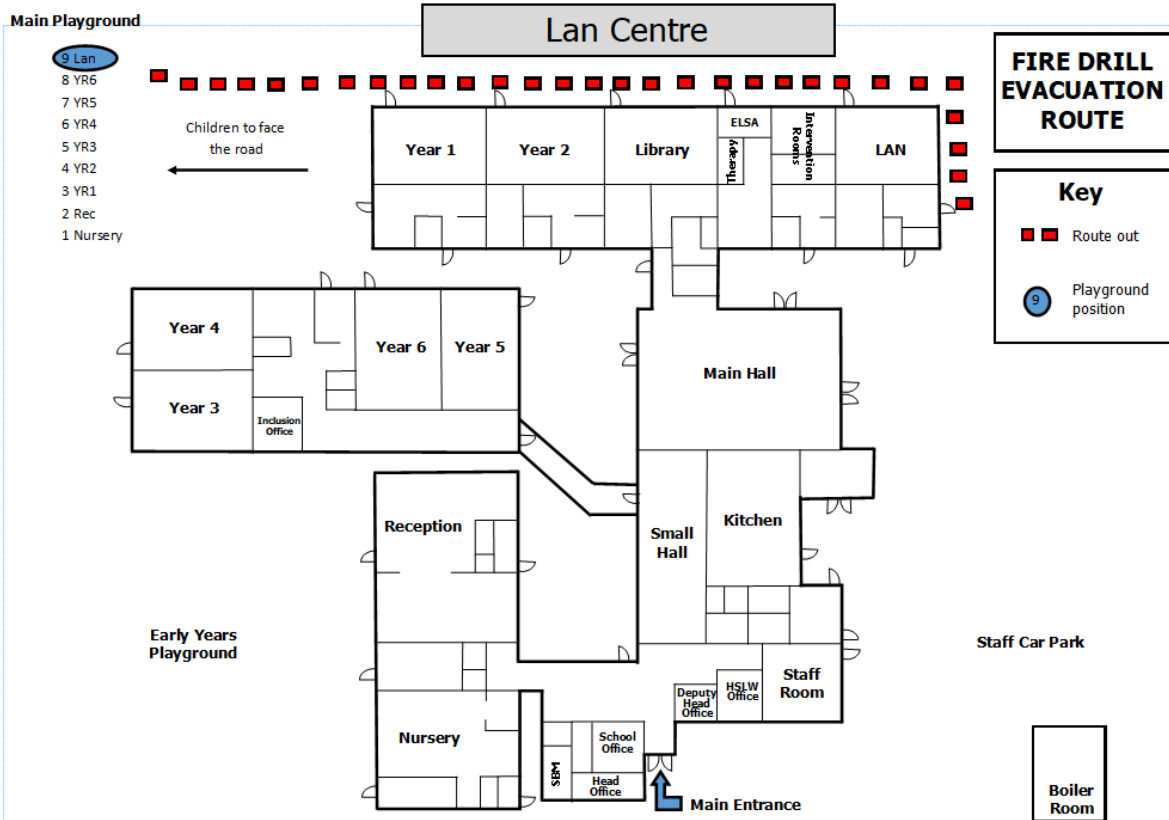 Main Playground
Lan Centre
9 Lan
8 YR6
7 YR5
6 YR4
5 YR3
4 YR2
3 YR1
2 Rec
1 Nursery
Children to face
the road
FIRE DRILL
EVACUATION
ROUTE
Key
Route out
9
Playground
position
Year 1
Year 2
Library
ELSA
Therapy
Intervention
Rooms
LAN
Year 4
Year 3
Inclusion
Office
Year 6
Year 5
Main Hall
Reception
Small
Hall
Kitchen
Early Years
Playground
Staff Car Park
Nursery
SBM
School
Office
Head
Office
Deputy
Head
Office
HSLW
Office
Staff
Room
Main Entrance
Boiler
Room